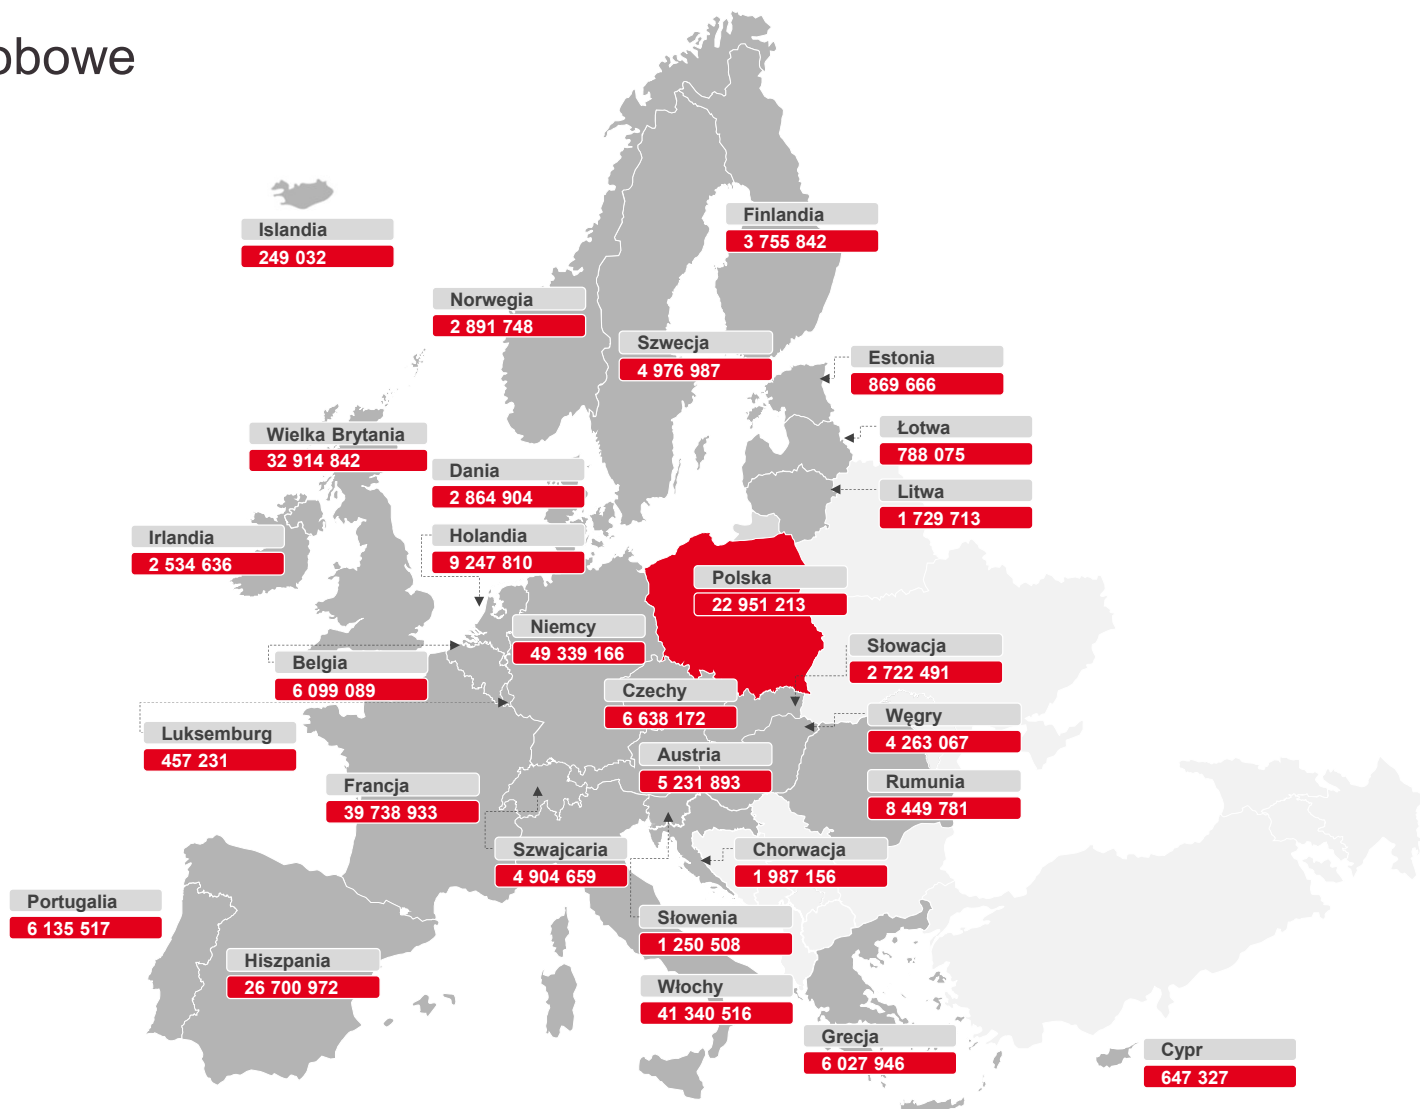 obowe
Islandia
249 032
Finlandia
3 755 842
Norwegia
2 891 748
Szwecja
4 976 987
Estonia
869 666
Wielka Brytania
32 914 842
Łotwa
788 075
Dania
2 864 904
Litwa
1 729 713
Irlandia
2 534 636
Holandia
9 247 810
Polska
22 951 213
Niemcy
49 339 166
Słowacja
2 722 491
Belgia
6 099 089
Czechy
6 638 172
Węgry
4 263 067
Luksemburg
457 231
Austria
5 231 893
Rumunia
8 449 781
Francja
39 738 933
Szwajcaria
4 904 659
Chorwacja
1 987 156
Portugalia
6 135 517
Słowenia
1 250 508
Hiszpania
26 700 972
Włochy
41 340 516
Grecja
6 027 946
Cypr
647 327